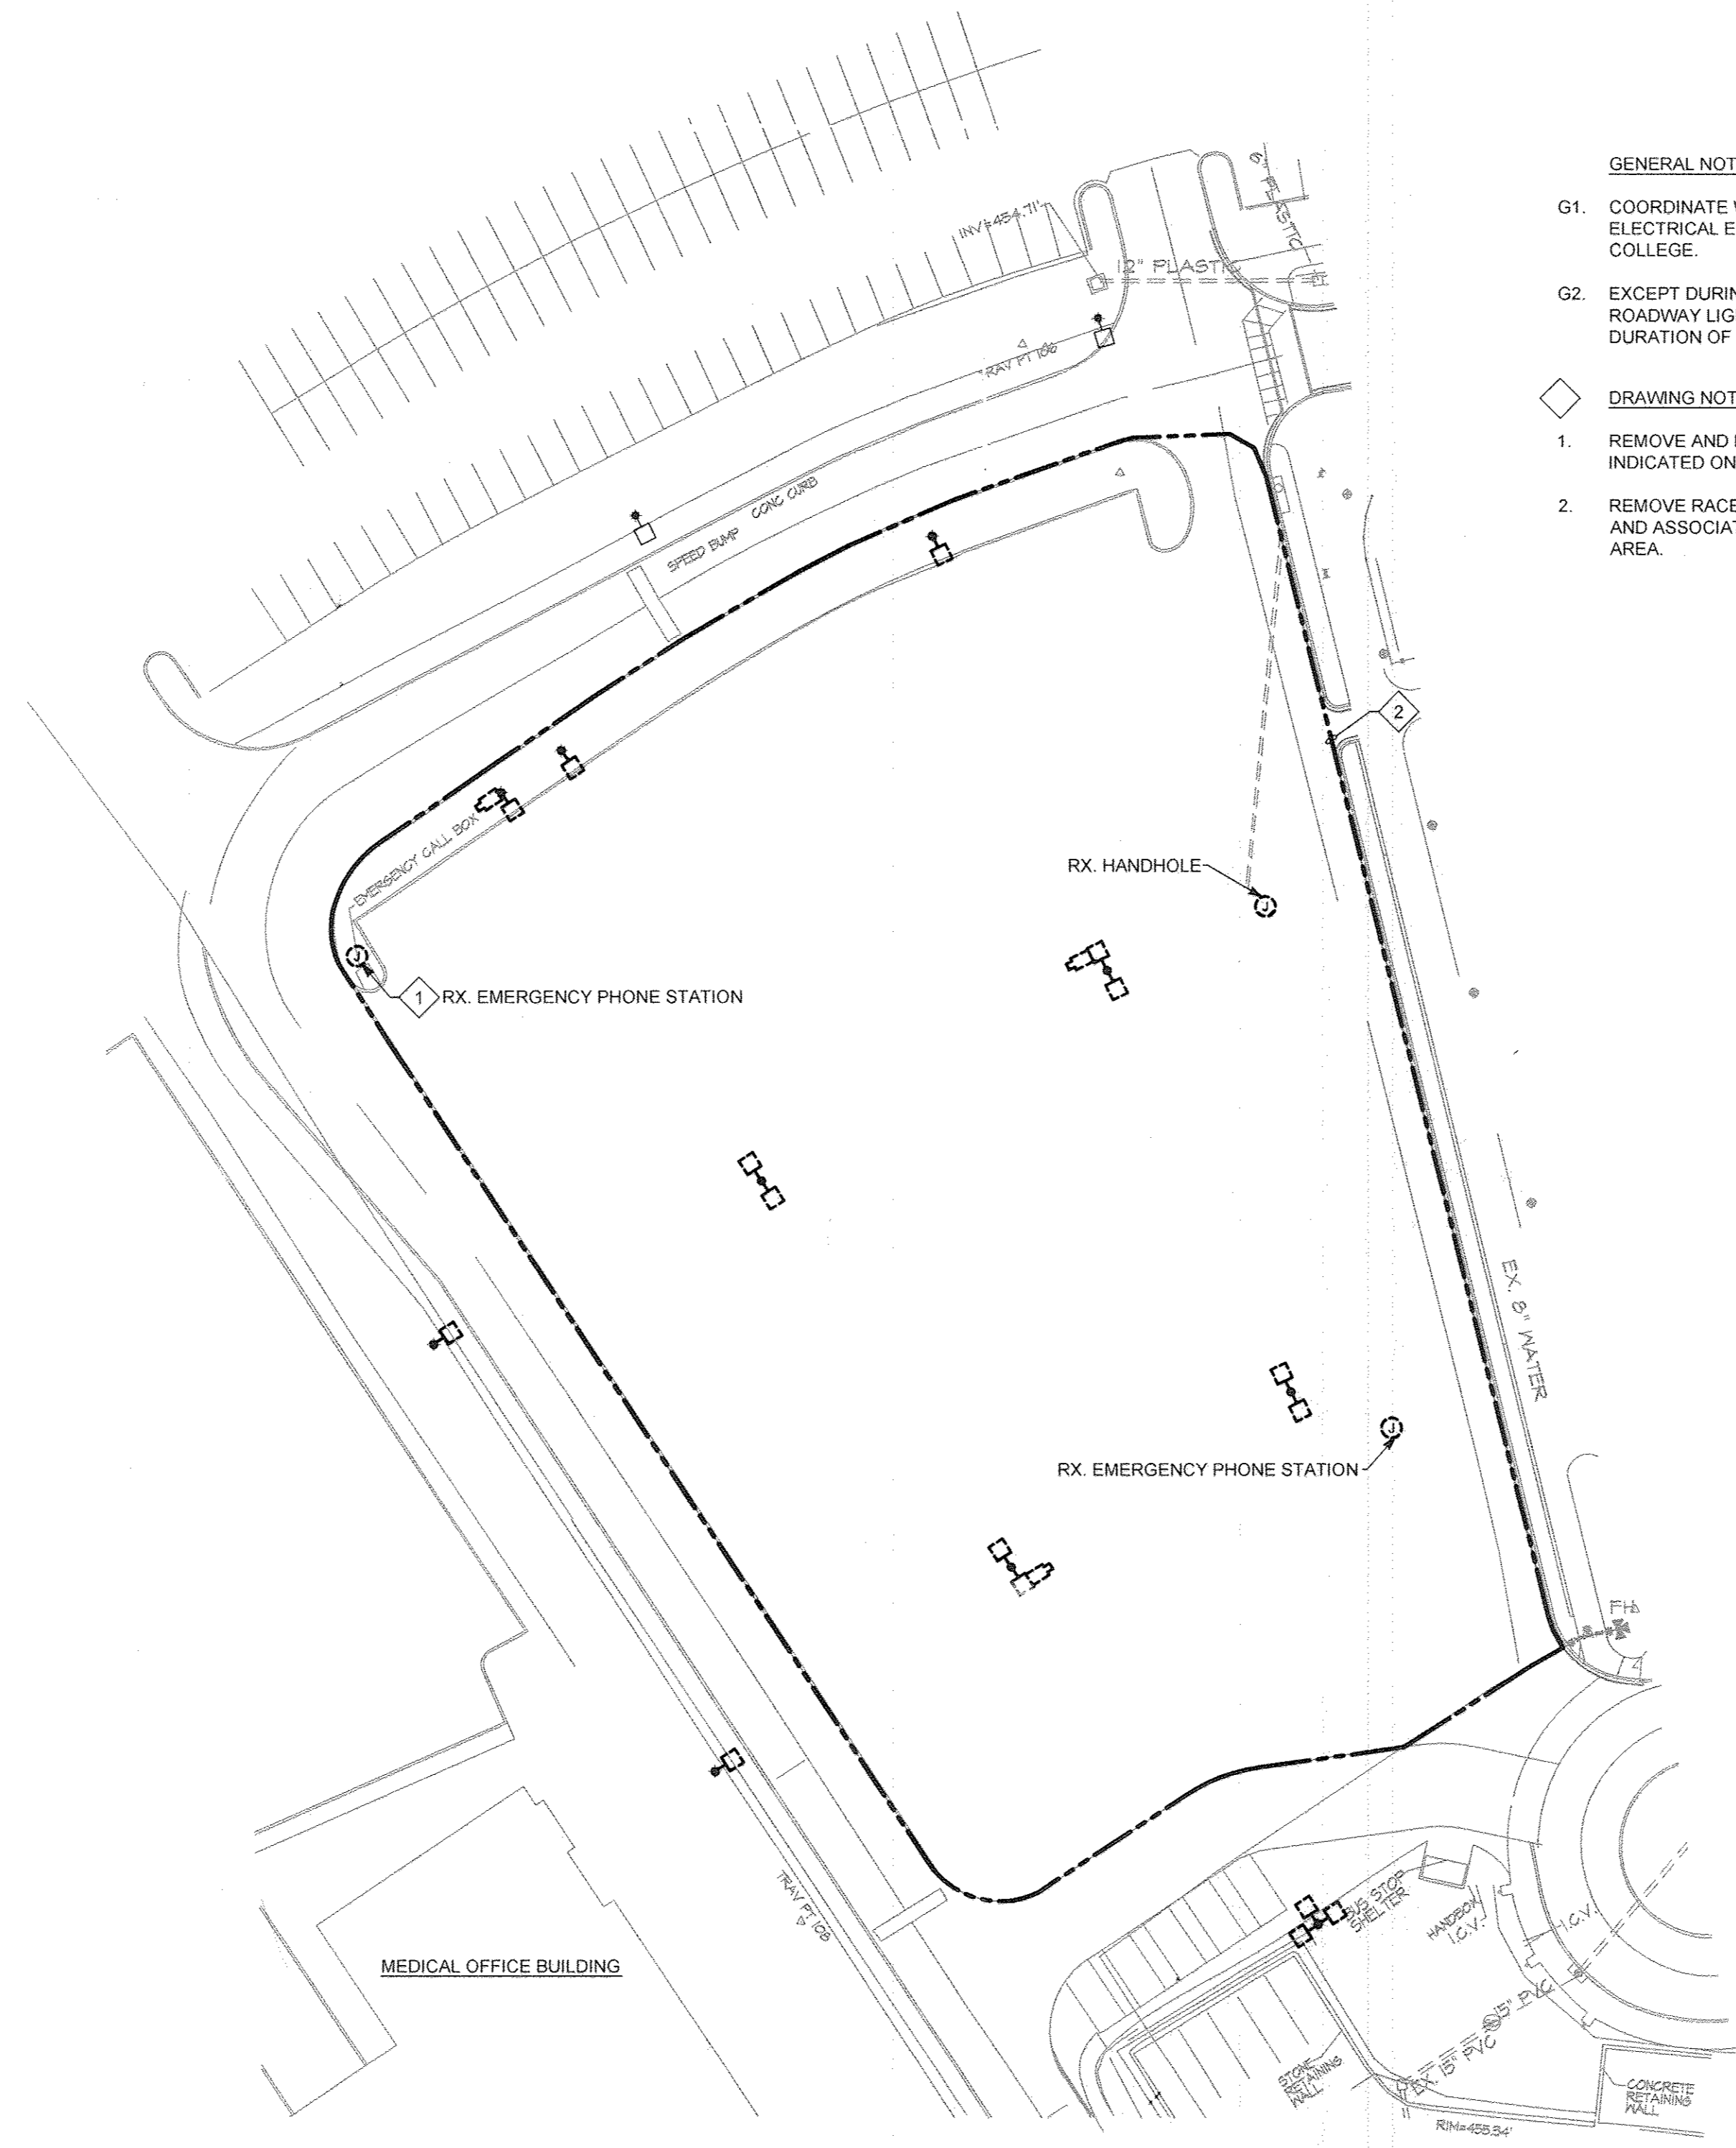 GENERAL NOT
G1. COORDINATE
ELECTRICAL E
COLLEGE.
G2. EXCEPT DURIN
ROADWAY LIG
DURATION OF
DRAWING NOT
1. REMOVE AND
INDICATED ON
2. REMOVE RACE
AND ASSOCIAT
AREA.
6" PLASTIC
INV=454.71'
12" PLASTIC
TRAV PT 106
CONC CURB
SPEED BUMP
2
EMERGENCY CALL BOX
RX. HANDHOLE
J
J
1 RX. EMERGENCY PHONE STATION
EX. 8" WATER
J
RX. EMERGENCY PHONE STATION
FH
TRAV PT 108
BUS STOP
SHELTER
HANDBOX
I.C.V.
I.C.V.
MEDICAL OFFICE BUILDING
15" PVC
EX. 15" PVC
STONE
RETAINING
WALL
CONCRETE
RETAINING
WALL
RIM=455.34'